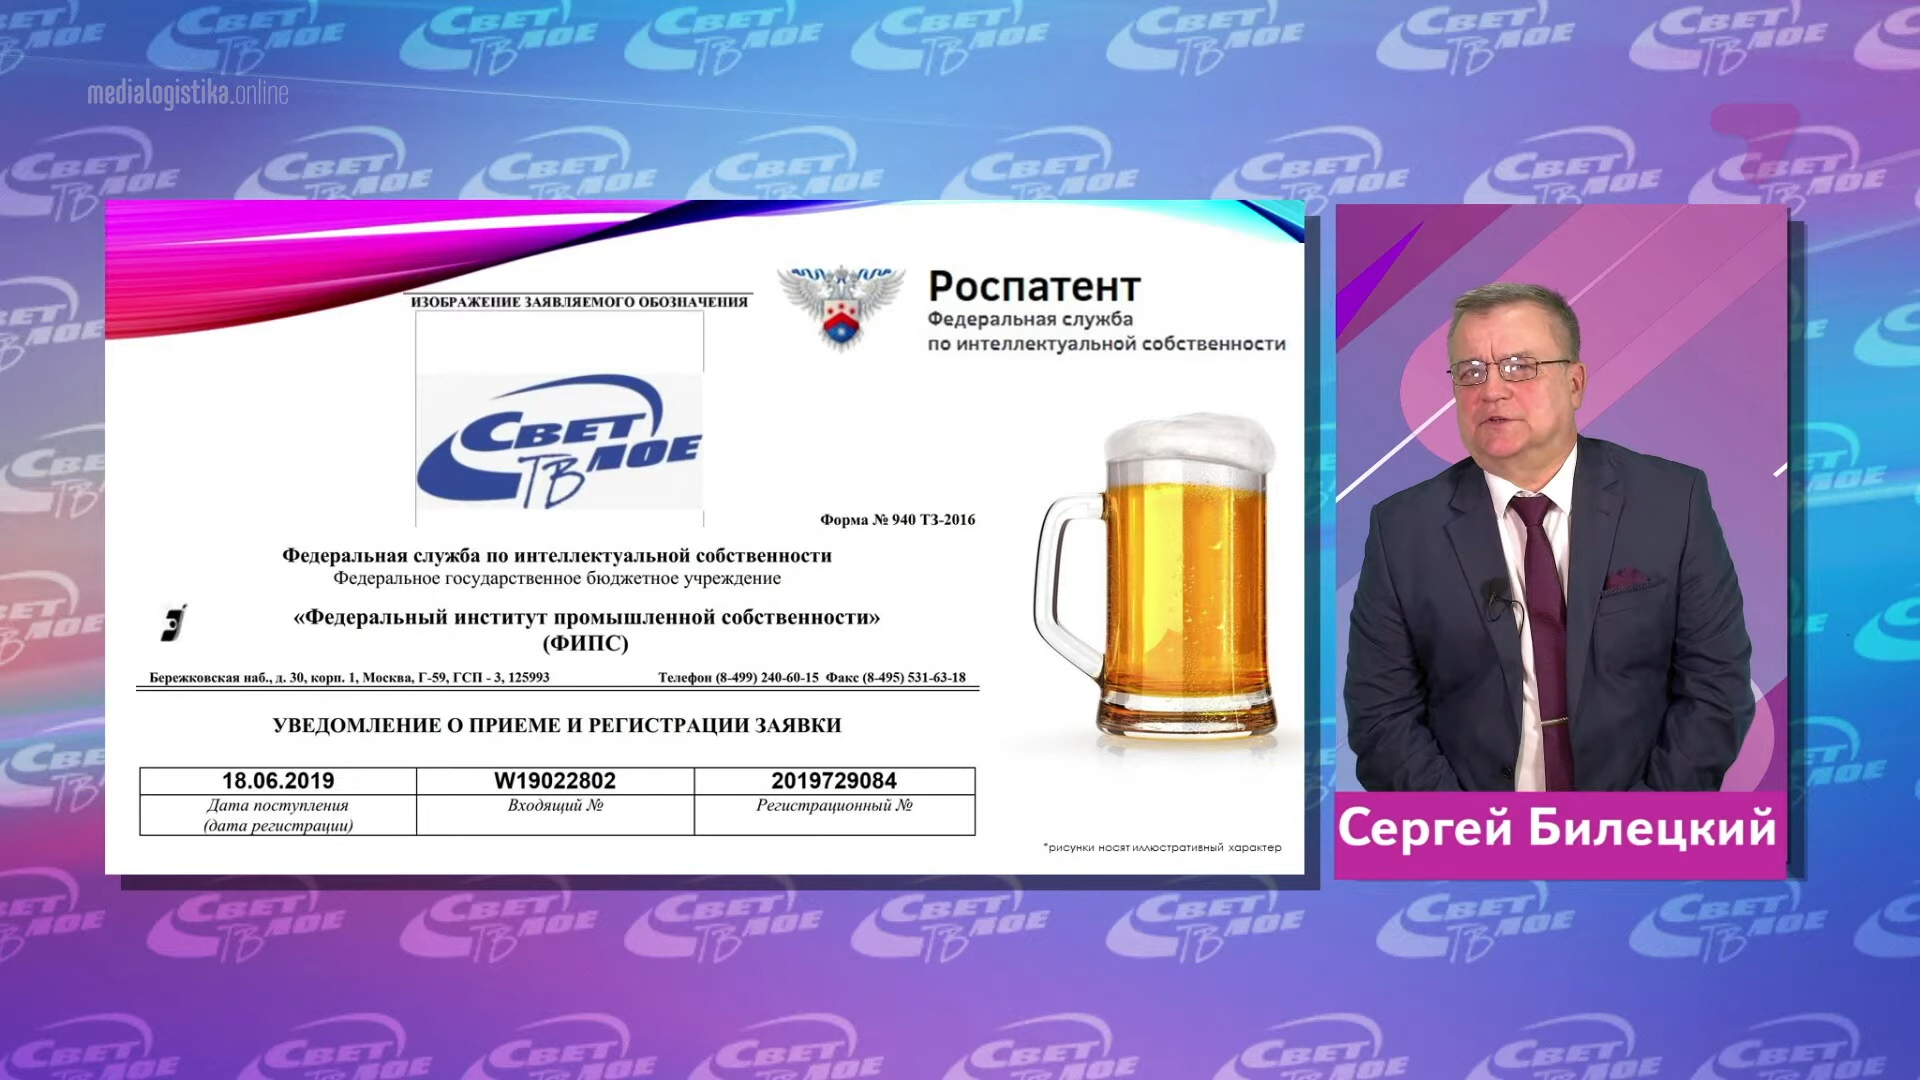 medialogistika.online
ИЗОБРАЖЕНИЕ ЗАЯВЛЯЕМОГО ОБОЗНАЧЕНИЯ
СВЕТ
ТВ ЛОЕ
Роспатент
Федеральная служба
по интеллектуальной собственности
Форма № 940 ТЗ-2016
Федеральная служба по интеллектуальной собственности
Федеральное государственное бюджетное учреждение
«Федеральный институт промышленной собственности»
(ФИПС)
Бережковская наб., д. 30, корп. 1, Москва, Г-59, ГСП - 3, 125993 Телефон (8-499) 240-60-15 Факс (8-495) 531-63-18
УВЕДОМЛЕНИЕ О ПРИЕМЕ И РЕГИСТРАЦИИ ЗАЯВКИ
18.06.2019 W19022802 2019729084
Дата поступления Входящий № Регистрационный №
(дата регистрации)
*рисунки носят иллюстративный характер
Сергей Билецкий